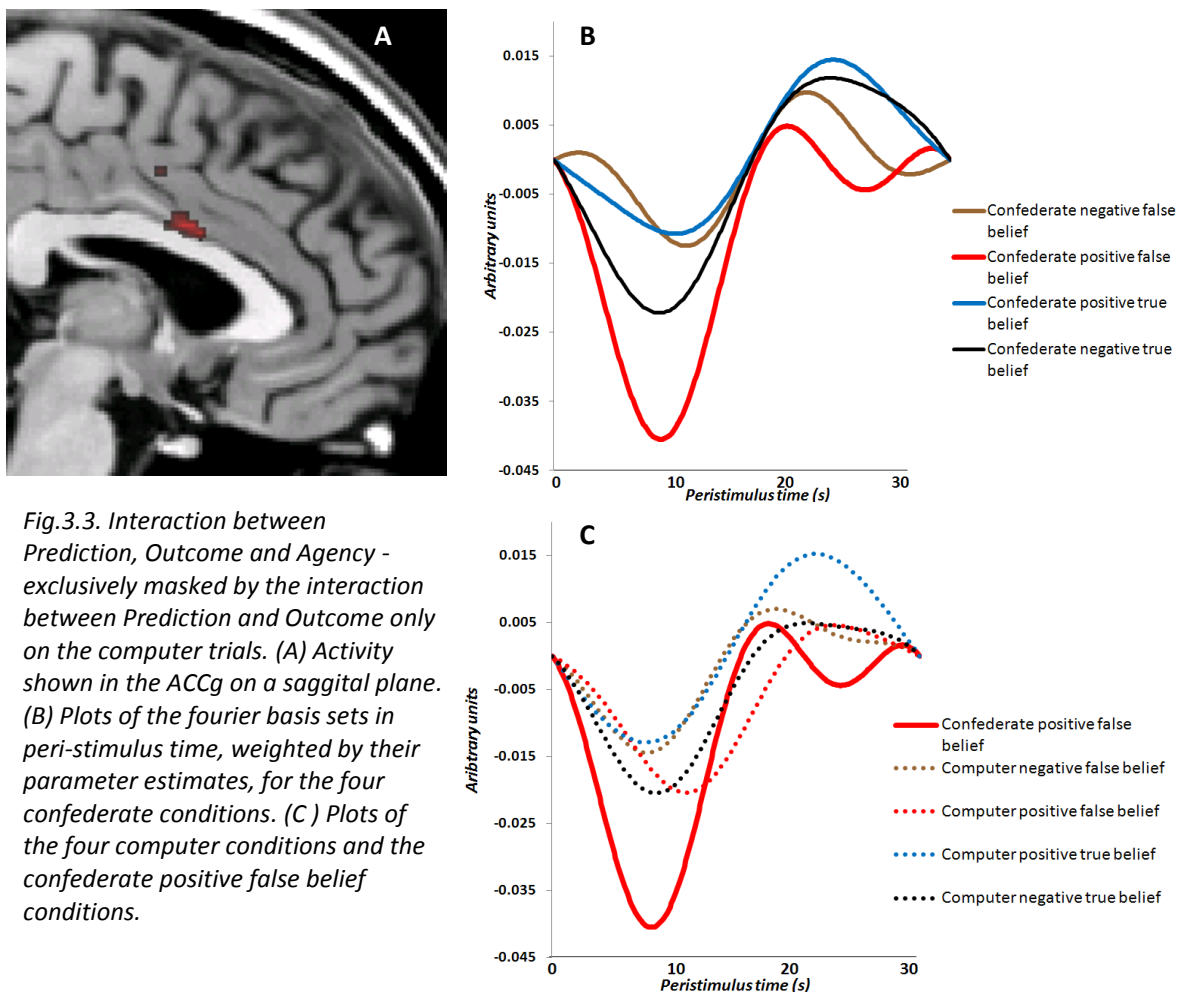 A
B
0.015
0.005
-0.005
-0.015
-0.025
-0.035
-0.045
Arbitrary units
0
10
20
30
Peristimulus time (s)
Confederate negative false
belief
Confederate positive false
belief
Confederate positive true
belief
Confederate negative true
belief
Fig.3.3. Interaction between
Prediction, Outcome and Agency -
exclusively masked by the interaction
between Prediction and Outcome only
on the computer trials. (A) Activity
shown in the ACCg on a saggital plane.
(B) Plots of the fourier basis sets in
peri-stimulus time, weighted by their
parameter estimates, for the four
confederate conditions. (C ) Plots of
the four computer conditions and the
confederate positive false belief
conditions.
C
0.015
0.005
-0.005
-0.015
-0.025
-0.035
-0.045
Aribtrary units
0
10
20
30
Peristimulus time (s)
Confederate positive false
belief
Computer negative false belief
Computer positive false belief
Computer positive true belief
Computer negative true belief